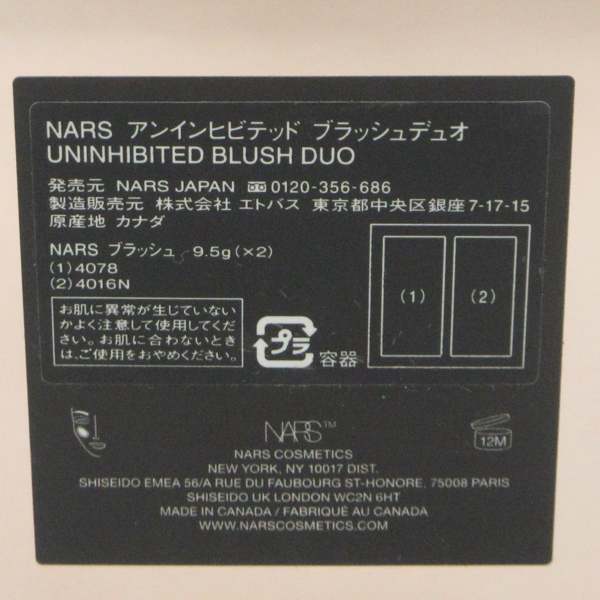 NARS アンインヒビテッド ブラッシュデュオ
UNINHIBITED BLUSH DUO
発売元 NARS JAPAN 0120-356-686
製造販売元 株式会社 エトバス 東京都中央区銀座7-17-15
原産地 カナダ
NARS ブラッシュ 9.5g(×2)
(1)4078
(2)4016N
お肌に異常が生じていない
かよく注意して使用してくだ
さい。お肌に合わないとき
は、ご使用をおやめください。
プラ
容器
(1)
(2)
NARS™
12M
NARS COSMETICS
NEW YORK, NY 10017 DIST.
SHISEIDO EMEA 56/A RUE DU FAUBOURG ST-HONORE, 75008 PARIS
SHISEIDO UK LONDON WC2N 6HT
MADE IN CANADA / FABRIQUÉ AU CANADA
WWW.NARSCOSMETICS.COM